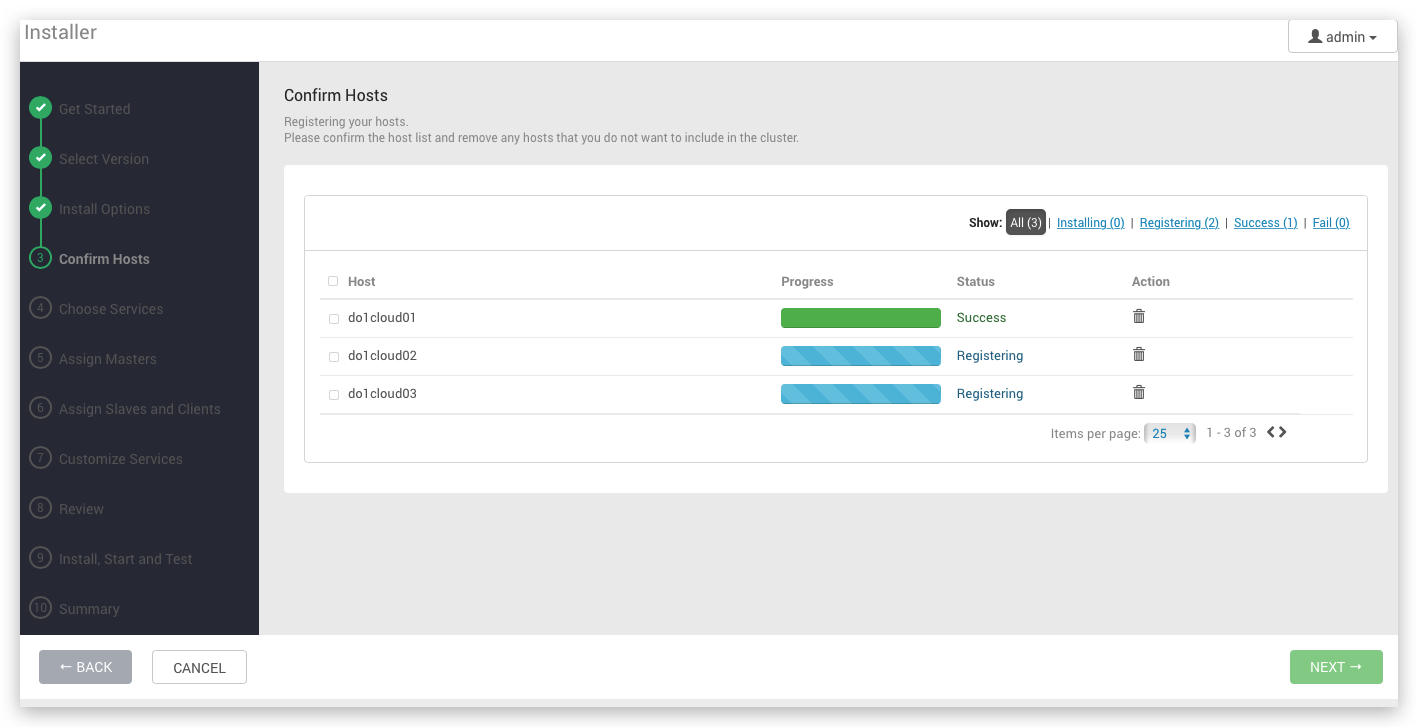 Installer
admin
Get Started
Select Version
Install Options
3 Confirm Hosts
4 Choose Services
5 Assign Masters
6 Assign Slaves and Clients
7 Customize Services
8 Review
9 Install, Start and Test
10 Summary
Confirm Hosts
Registering your hosts.
Please confirm the host list and remove any hosts that you do not want to include in the cluster.
Show: All (3) | Installing (0) | Registering (2) | Success (1) | Fail (0)
Host Progress Status Action
do1cloud01 Success
do1cloud02 Registering
do1cloud03 Registering
Items per page: 25 1 - 3 of 3
← BACK CANCEL NEXT →